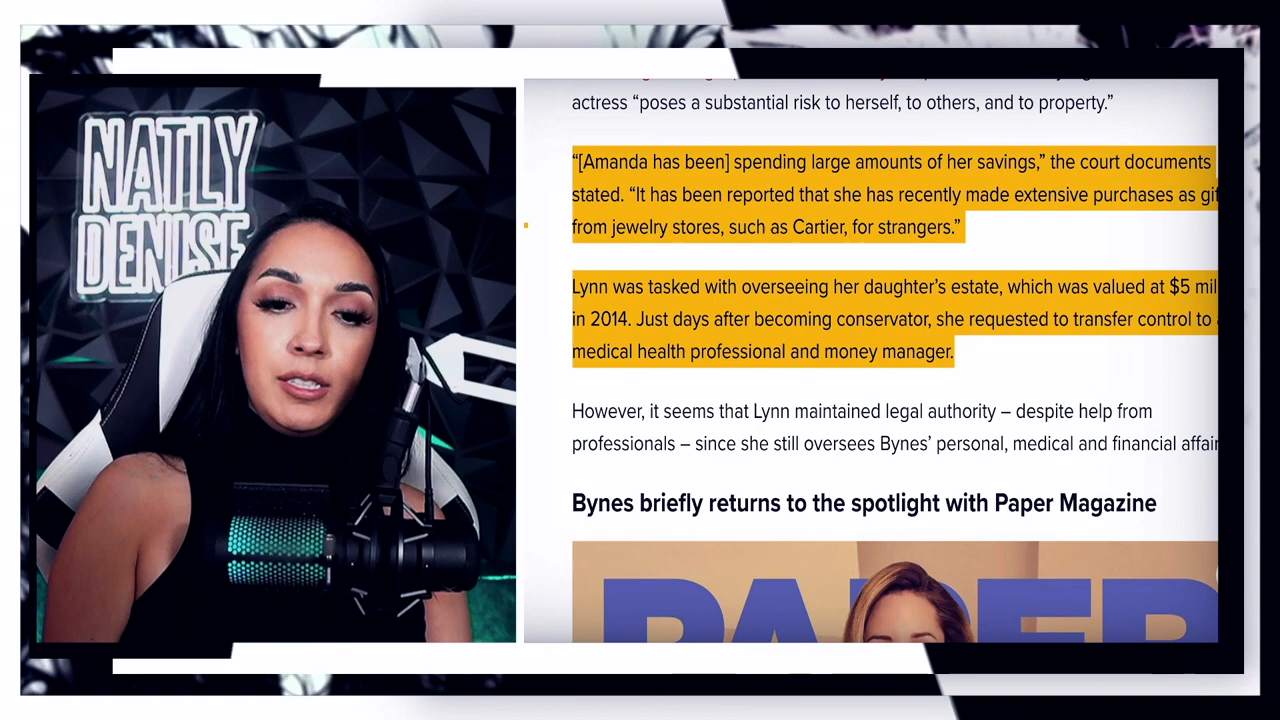 NATLY
DENISE
actress “poses a substantial risk to herself, to others, and to property.”
“[Amanda has been] spending large amounts of her savings,” the court documents
stated. “It has been reported that she has recently made extensive purchases as
from jewelry stores, such as Cartier, for strangers.”
Lynn was tasked with overseeing her daughter’s estate, which was valued at $5
in 2014. Just days after becoming conservator, she requested to transfer control to
medical health professional and money manager.
However, it seems that Lynn maintained legal authority – despite help from
professionals – since she still oversees Bynes’ personal, medical and financial
Bynes briefly returns to the spotlight with Paper Magazine
PAPER